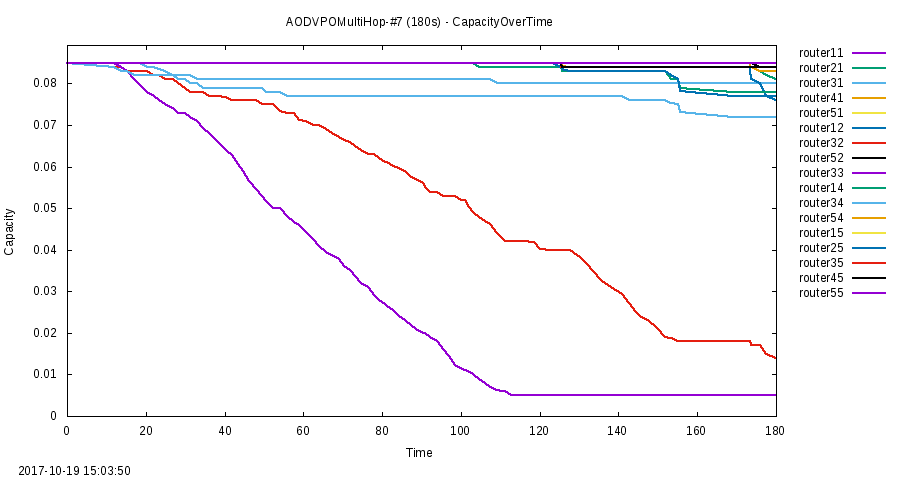 AODVPOMultiHop-#7 (180s) - CapacityOverTime
router11
router21
router31
router41
router51
router12
router32
router52
router33
router14
router34
router54
router15
router25
router35
router45
router55
Capacity
0.08
0.07
0.06
0.05
0.04
0.03
0.02
0.01
0
0 20 40 60 80 100 120 140 160 180
Time
2017-10-19 15:03:50